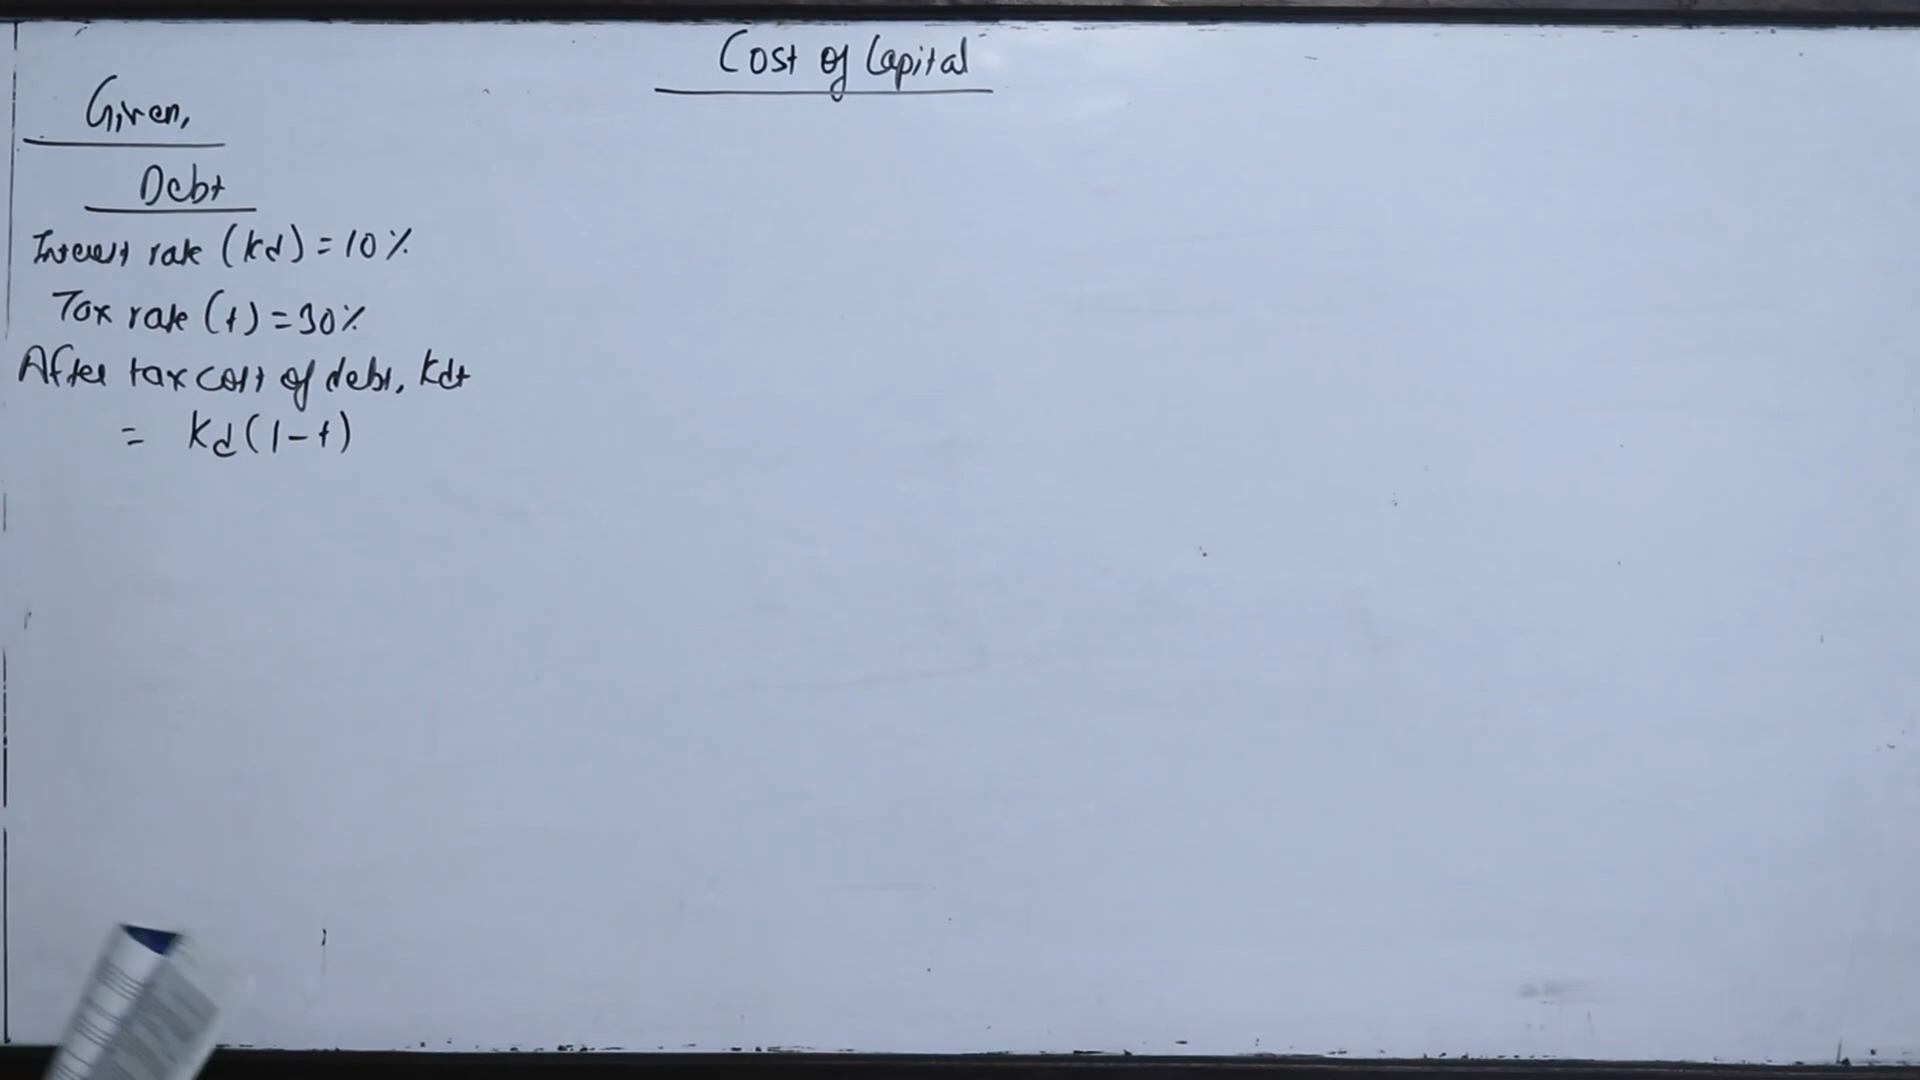 Cost of Capital
Given,
Debt
Interest rate (kd) = 10%
Tax rate (t) = 30%
After tax cost of debt, kdt
= kd(1-t)